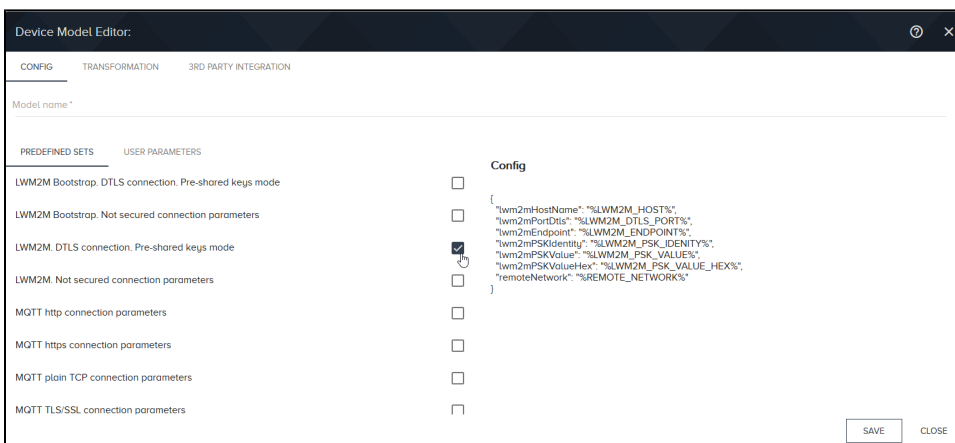 Device Model Editor:
CONFIG TRANSFORMATION 3RD PARTY INTEGRATION
Model name *
PREDEFINED SETS USER PARAMETERS
LWM2M Bootstrap. DTLS connection. Pre-shared keys mode
LWM2M Bootstrap. Not secured connection parameters
LWM2M. DTLS connection. Pre-shared keys mode
LWM2M. Not secured connection parameters
MQTT http connection parameters
MQTT https connection parameters
MQTT plain TCP connection parameters
MQTT TLS/SSL connection parameters
Config
{
"lwm2mHostName": "%LWM2M_HOST%",
"lwm2mPortDtls": "%LWM2M_DTLS_PORT%",
"lwm2mEndpoint": "%LWM2M_ENDPOINT%",
"lwm2mPSKIdentity": "%LWM2M_PSK_IDENITY%",
"lwm2mPSKValue": "%LWM2M_PSK_VALUE%",
"lwm2mPSKValueHex": "%LWM2M_PSK_VALUE_HEX%",
"remoteNetwork": "%REMOTE_NETWORK%"
}
SAVE CLOSE